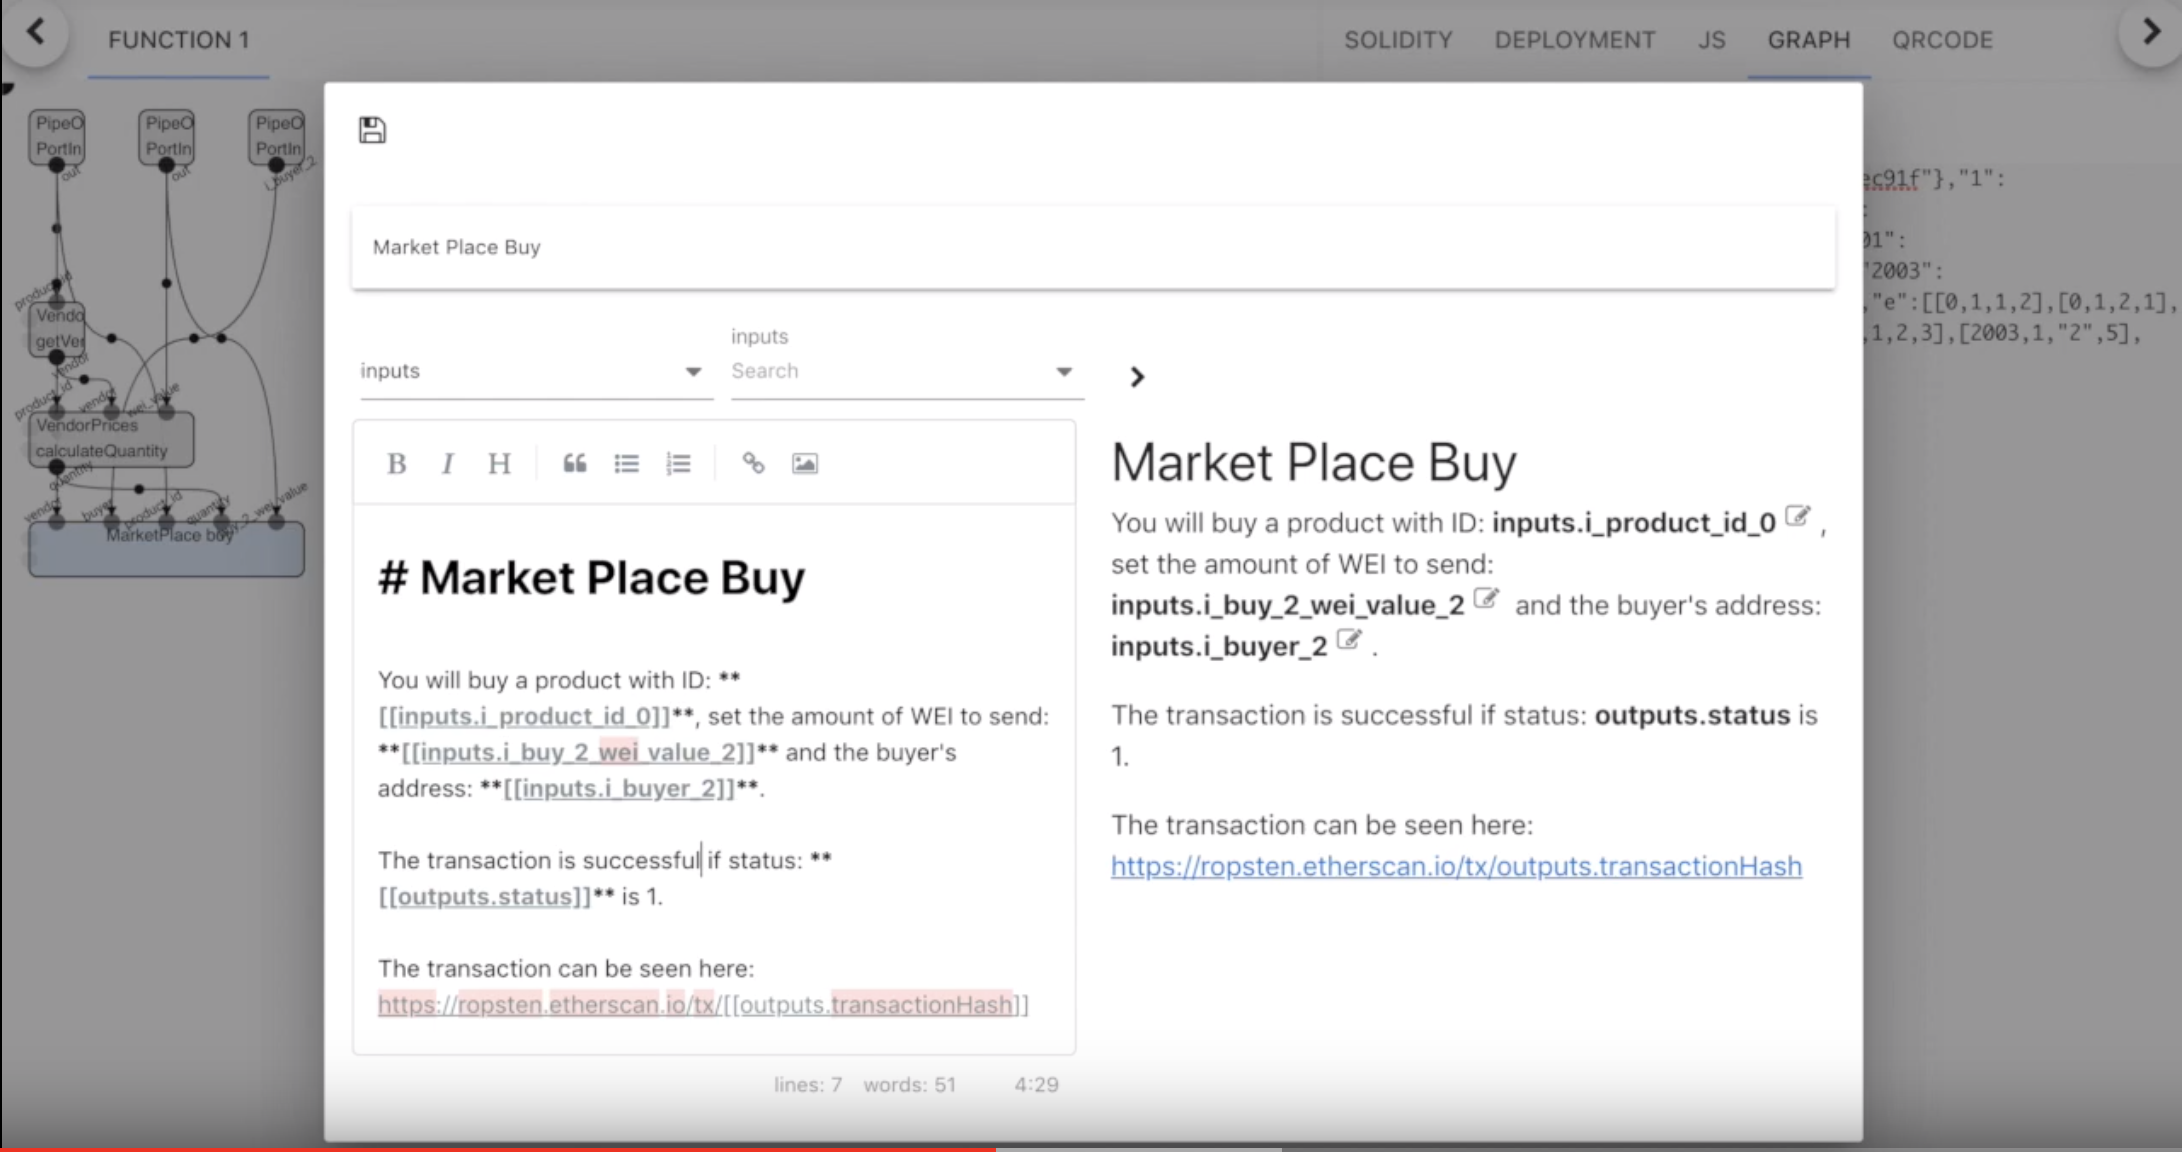 FUNCTION 1
SOLIDITY DEPLOYMENT JS GRAPH QRCODE
PipeO PipeO PipeO
PortIn PortIn PortIn
out out i_buyer_2
product_id
Vendo
getVer
vendor
product_id vendor wei_value
VendorPrices
calculateQuantity
quantity
vendor buyer product_id quantity buy_2_wei_value
MarketPlace buy
Market Place Buy
inputs
inputs Search
B I H
# Market Place Buy
You will buy a product with ID: **
[[inputs.i_product_id_0]]**, set the amount of WEI to send:
**[[inputs.i_buy_2_wei_value_2]]** and the buyer's
address: **[[inputs.i_buyer_2]]**.
The transaction is successful if status: **
[[outputs.status]]** is 1.
The transaction can be seen here:
https://ropsten.etherscan.io/tx/[[outputs.transactionHash]]
lines: 7 words: 51 4:29
Market Place Buy
You will buy a product with ID: inputs.i_product_id_0 ,
set the amount of WEI to send:
inputs.i_buy_2_wei_value_2 and the buyer's address:
inputs.i_buyer_2 .
The transaction is successful if status: outputs.status is
1.
The transaction can be seen here:
https://ropsten.etherscan.io/tx/outputs.transactionHash
ec91f"},"1":
:
01":
"2003":
,"e":[[0,1,1,2],[0,1,2,1],
,1,2,3],[2003,1,"2",5],